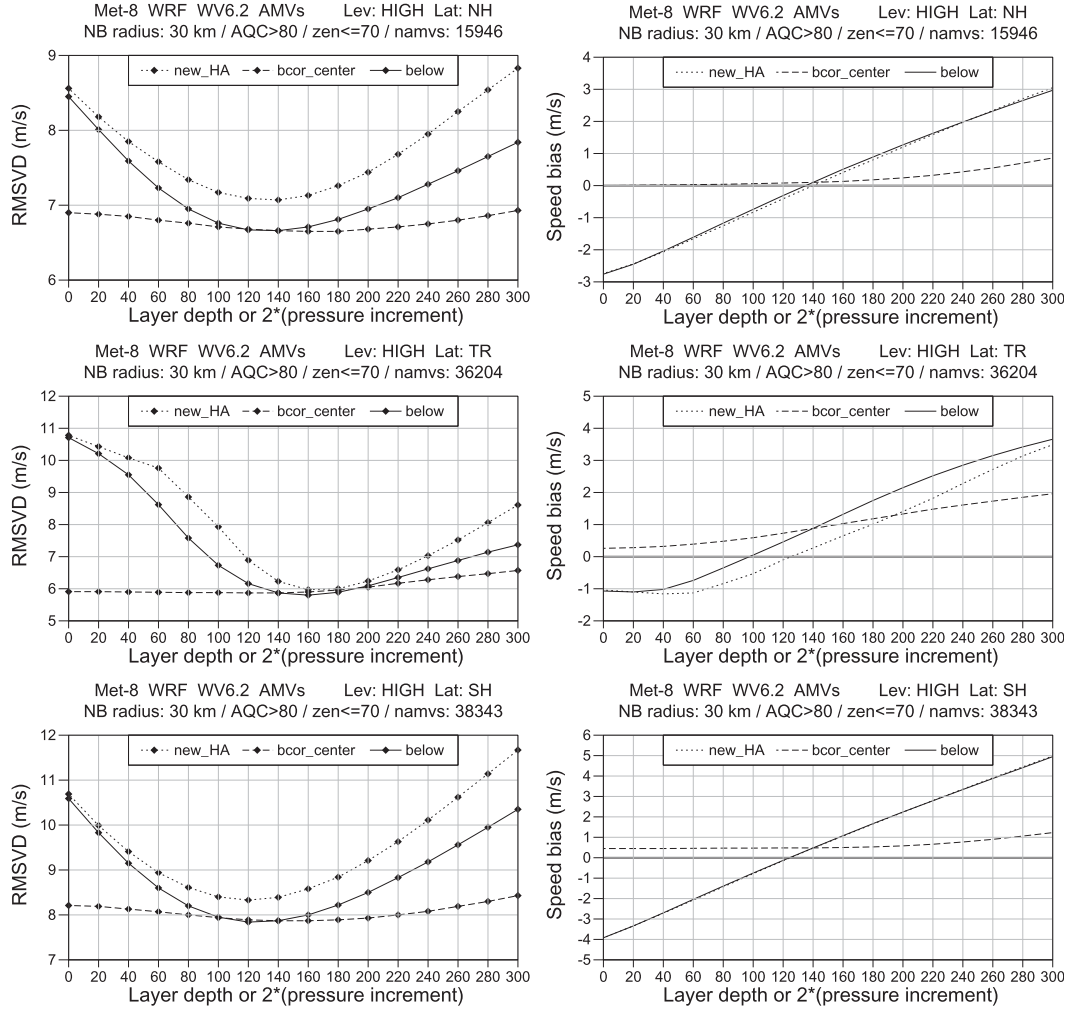 Met-8 WRF WV6.2 AMVs Lev: HIGH Lat: NH
NB radius: 30 km / AQC>80 / zen<=70 / namvs: 15946
9
8
7
6
RMSVD (m/s)
new_HA bcor_center below
0 20 40 60 80 100 120 140 160 180 200 220 240 260 280 300
Layer depth or 2*(pressure increment)
Met-8 WRF WV6.2 AMVs Lev: HIGH Lat: NH
NB radius: 30 km / AQC>80 / zen<=70 / namvs: 15946
4
3
2
1
0
-1
-2
-3
Speed bias (m/s)
new_HA bcor_center below
0 20 40 60 80 100 120 140 160 180 200 220 240 260 280 300
Layer depth or 2*(pressure increment)
Met-8 WRF WV6.2 AMVs Lev: HIGH Lat: TR
NB radius: 30 km / AQC>80 / zen<=70 / namvs: 36204
12
11
10
9
8
7
6
5
RMSVD (m/s)
new_HA bcor_center below
0 20 40 60 80 100 120 140 160 180 200 220 240 260 280 300
Layer depth or 2*(pressure increment)
Met-8 WRF WV6.2 AMVs Lev: HIGH Lat: TR
NB radius: 30 km / AQC>80 / zen<=70 / namvs: 36204
5
4
3
2
1
0
-1
-2
Speed bias (m/s)
new_HA bcor_center below
0 20 40 60 80 100 120 140 160 180 200 220 240 260 280 300
Layer depth or 2*(pressure increment)
Met-8 WRF WV6.2 AMVs Lev: HIGH Lat: SH
NB radius: 30 km / AQC>80 / zen<=70 / namvs: 38343
12
11
10
9
8
7
RMSVD (m/s)
new_HA bcor_center below
0 20 40 60 80 100 120 140 160 180 200 220 240 260 280 300
Layer depth or 2*(pressure increment)
Met-8 WRF WV6.2 AMVs Lev: HIGH Lat: SH
NB radius: 30 km / AQC>80 / zen<=70 / namvs: 38343
6
5
4
3
2
1
0
-1
-2
-3
-4
-5
Speed bias (m/s)
new_HA bcor_center below
0 20 40 60 80 100 120 140 160 180 200 220 240 260 280 300
Layer depth or 2*(pressure increment)